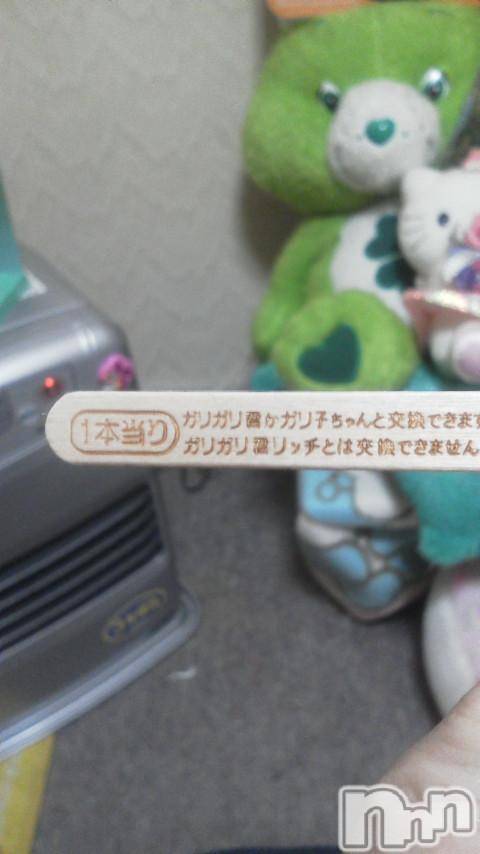 1本当り
ガリガリ君かガリ子ちゃんと交換できます
ガリガリ君リッチとは交換できません
nnn